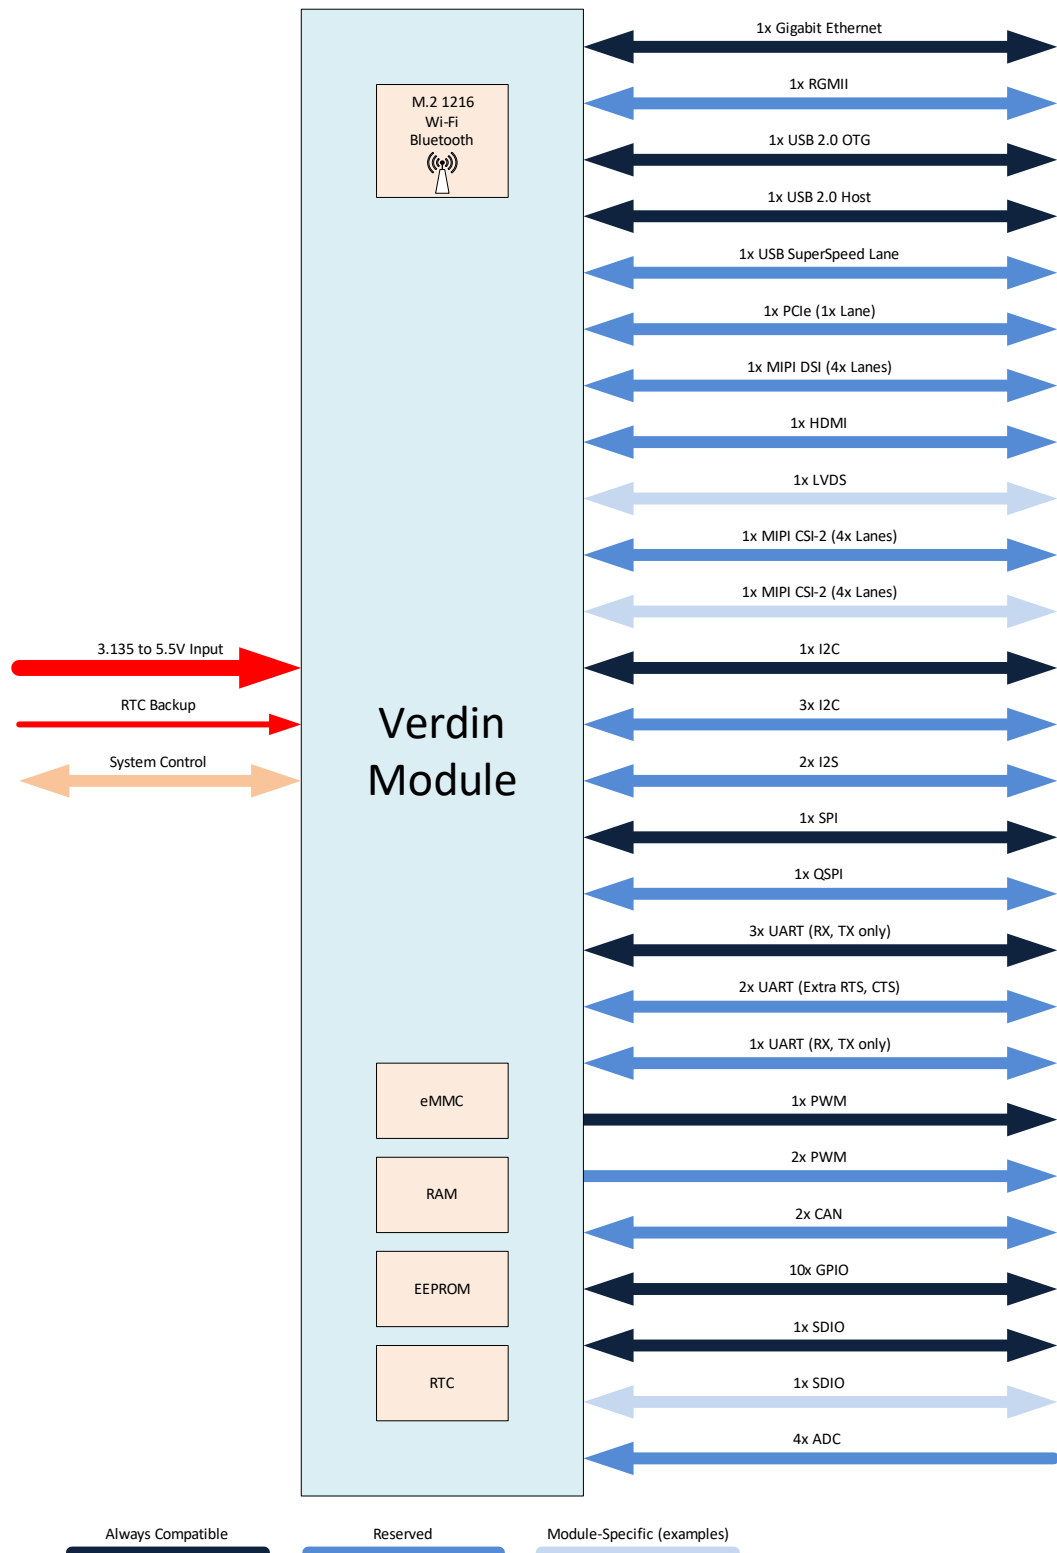 1x Gigabit Ethernet
1x RGMII
M.2 1216
Wi-Fi
Bluetooth
1x USB 2.0 OTG
1x USB 2.0 Host
1x USB SuperSpeed Lane
1x PCIe (1x Lane)
1x MIPI DSI (4x Lanes)
1x HDMI
1x LVDS
1x MIPI CSI-2 (4x Lanes)
1x MIPI CSI-2 (4x Lanes)
3.135 to 5.5V Input
1x I2C
RTC Backup
3x I2C
Verdin
Module
System Control
2x I2S
1x SPI
1x QSPI
3x UART (RX, TX only)
2x UART (Extra RTS, CTS)
1x UART (RX, TX only)
eMMC
1x PWM
2x PWM
RAM
2x CAN
10x GPIO
EEPROM
1x SDIO
1x SDIO
RTC
4x ADC
Always Compatible
Reserved
Module-Specific (examples)